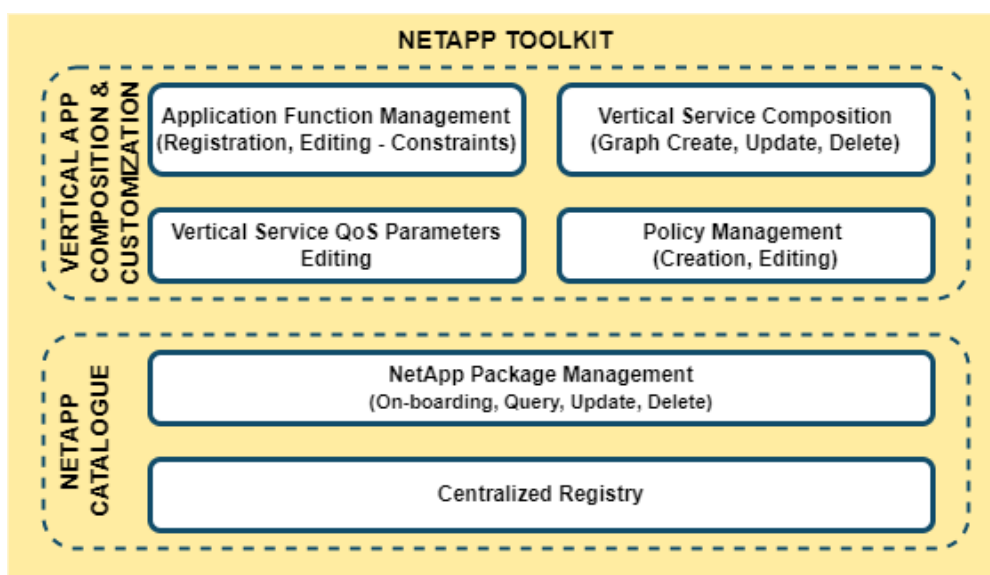 NETAPP TOOLKIT
VERTICAL APP
COMPOSITION &
CUSTOMIZATION
Application Function Management
(Registration, Editing - Constraints)
Vertical Service Composition
(Graph Create, Update, Delete)
Vertical Service QoS Parameters
Editing
Policy Management
(Creation, Editing)
NETAPP
CATALOGUE
NetApp Package Management
(On-boarding, Query, Update, Delete)
Centralized Registry